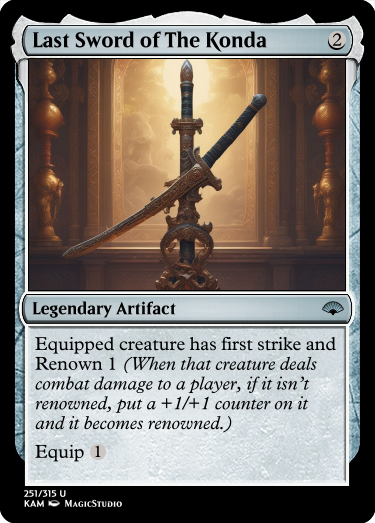 Last Sword of The Konda 2
Legendary Artifact
Equipped creature has first strike and
Renown 1 (When that creature deals
combat damage to a player, if it isn't
renowned, put a +1/+1 counter on it
and it becomes renowned.)
Equip 1
251/315 U
KAM MagicStudio